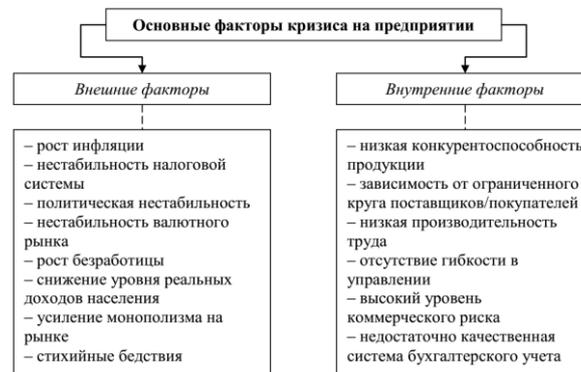 Основные факторы кризиса на предприятии
Внешние факторы
Внутренние факторы
– рост инфляции
– нестабильность налоговой
системы
– политическая нестабильность
– нестабильность валютного
рынка
– рост безработицы
– снижение уровня реальных
доходов населения
– усиление монополизма на
рынке
– стихийные бедствия
– низкая конкурентоспособность
продукции
– зависимость от ограниченного
круга поставщиков/покупателей
– низкая производительность
труда
– отсутствие гибкости в
управлении
– высокий уровень
коммерческого риска
– недостаточно качественная
система бухгалтерского учета